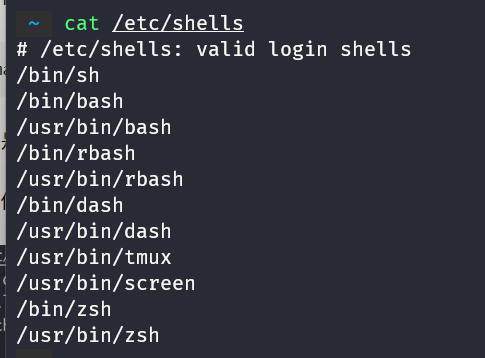 ~ cat /etc/shells
# /etc/shells: valid login shells
/bin/sh
/bin/bash
/usr/bin/bash
/bin/rbash
/usr/bin/rbash
/bin/dash
/usr/bin/dash
/usr/bin/tmux
/usr/bin/screen
/bin/zsh
/usr/bin/zsh